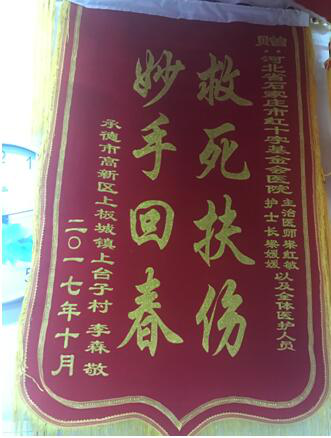 赠:
河北省石家庄市红十字基金会医院
主治医师柴红敏
护士长柴媛媛
以及全体医护人员
救死扶伤
妙手回春
承德市高新区上板城镇上台子村 李森 敬
二〇一七年十月